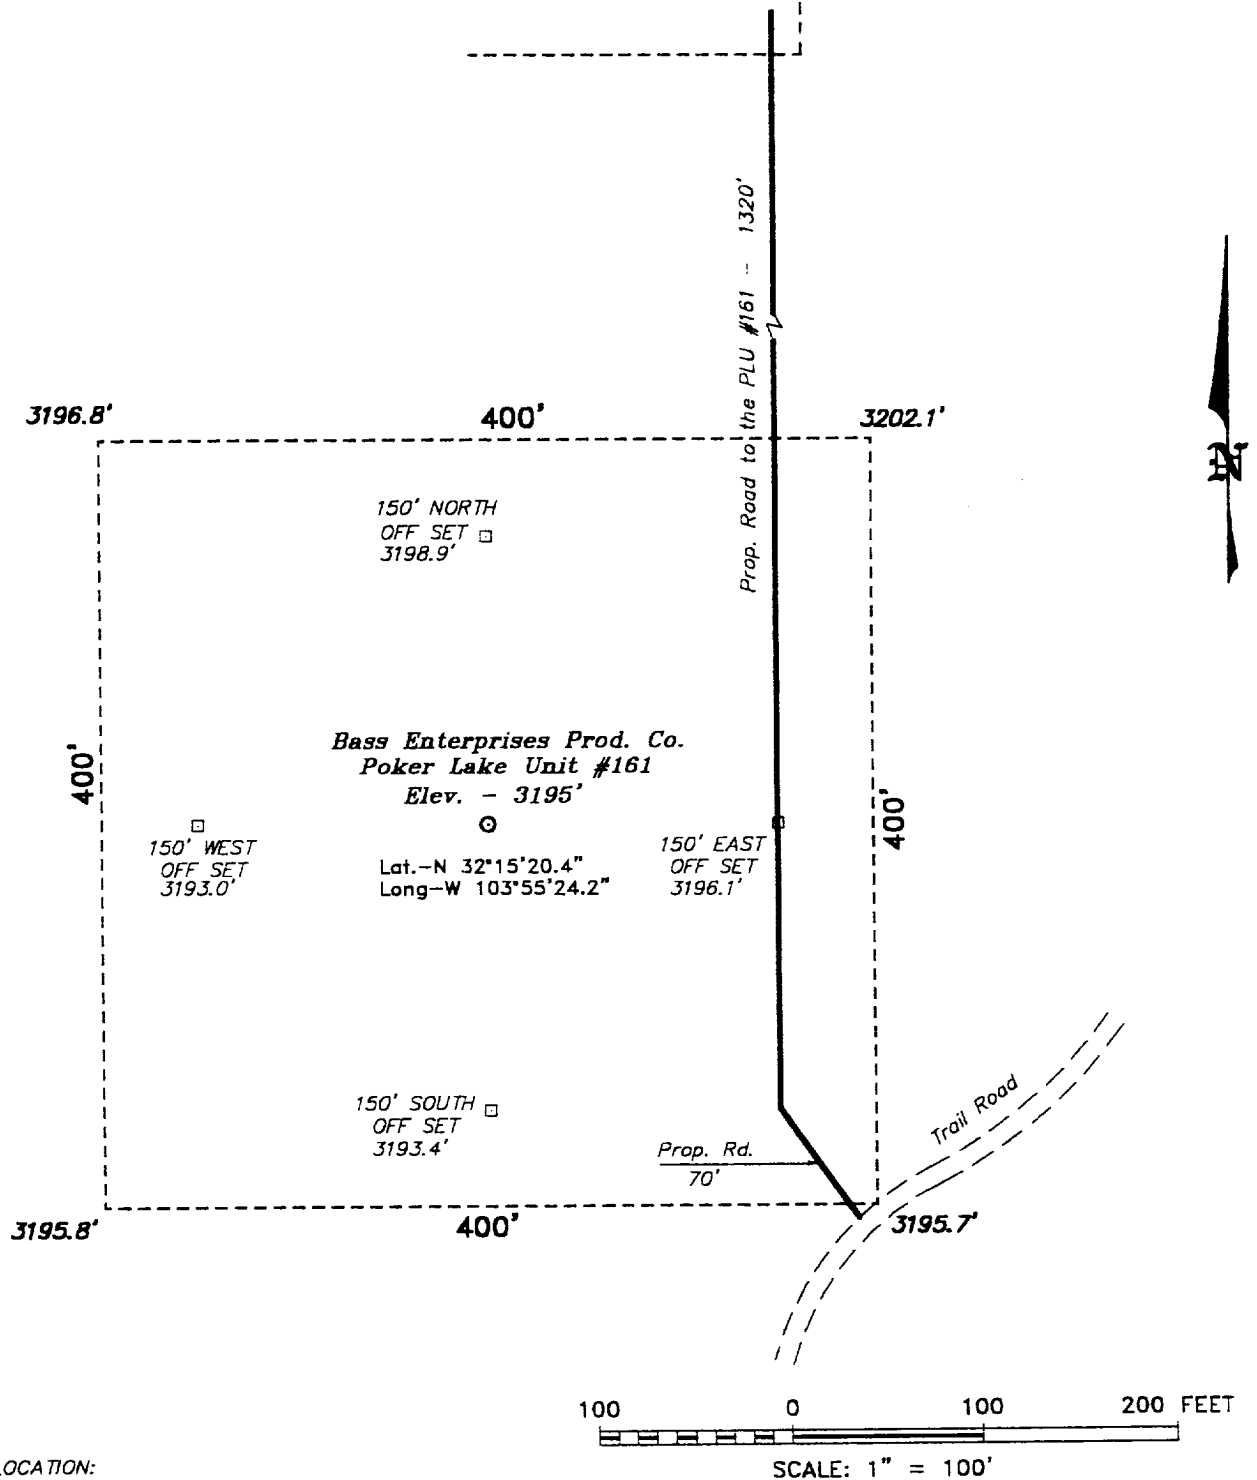 Prop. Road to the PLU #161 - 1320'
3196.8'
400'
3202.1'
N
150' NORTH
OFF SET
3198.9'
Bass Enterprises Prod. Co.
Poker Lake Unit #161
Elev. - 3195'
400'
400'
150' WEST
OFF SET
3193.0'
Lat.-N 32°15'20.4"
Long-W 103°55'24.2"
150' EAST
OFF SET
3196.1'
150' SOUTH
OFF SET
3193.4'
Trail Road
Prop. Rd.
70'
3195.8'
400'
3195.7'
100 0 100 200 FEET
SCALE: 1" = 100'